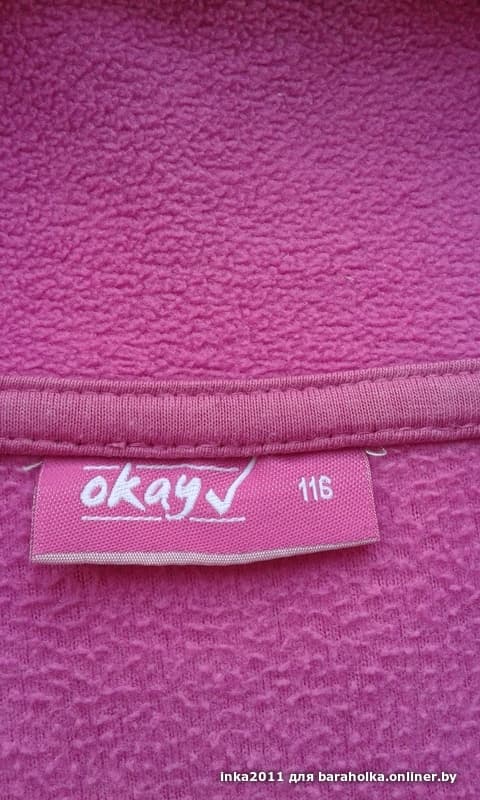 okay 116
Inka2011 для baraholka.onliner.by